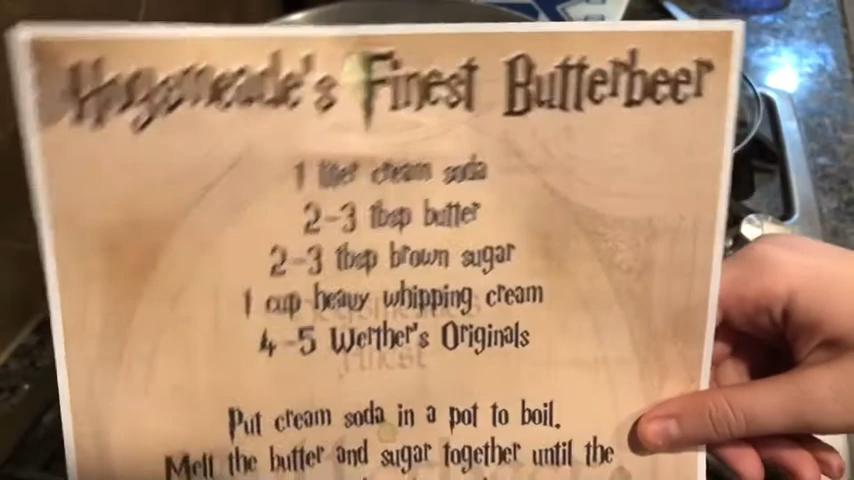 Hogsmeade's Finest Butterbeer
1 liter cream soda
2-3 tbsp butter
2-3 tbsp brown sugar
1 cup heavy whipping cream
4-5 Werther's Originals
Put cream soda in a pot to boil.
Melt the butter and sugar together until the